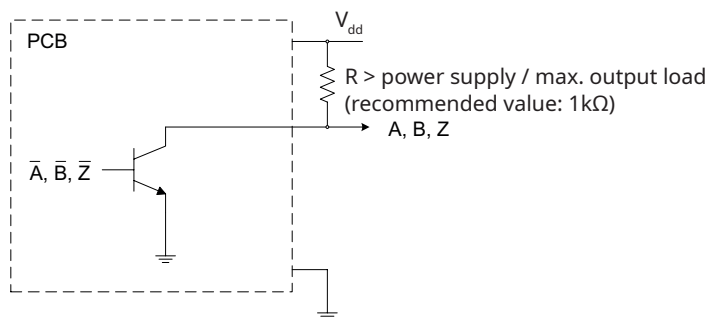 V_dd
PCB
R > power supply / max. output load
(recommended value: 1kΩ)
A, B, Z
A̅, B̅, Z̅